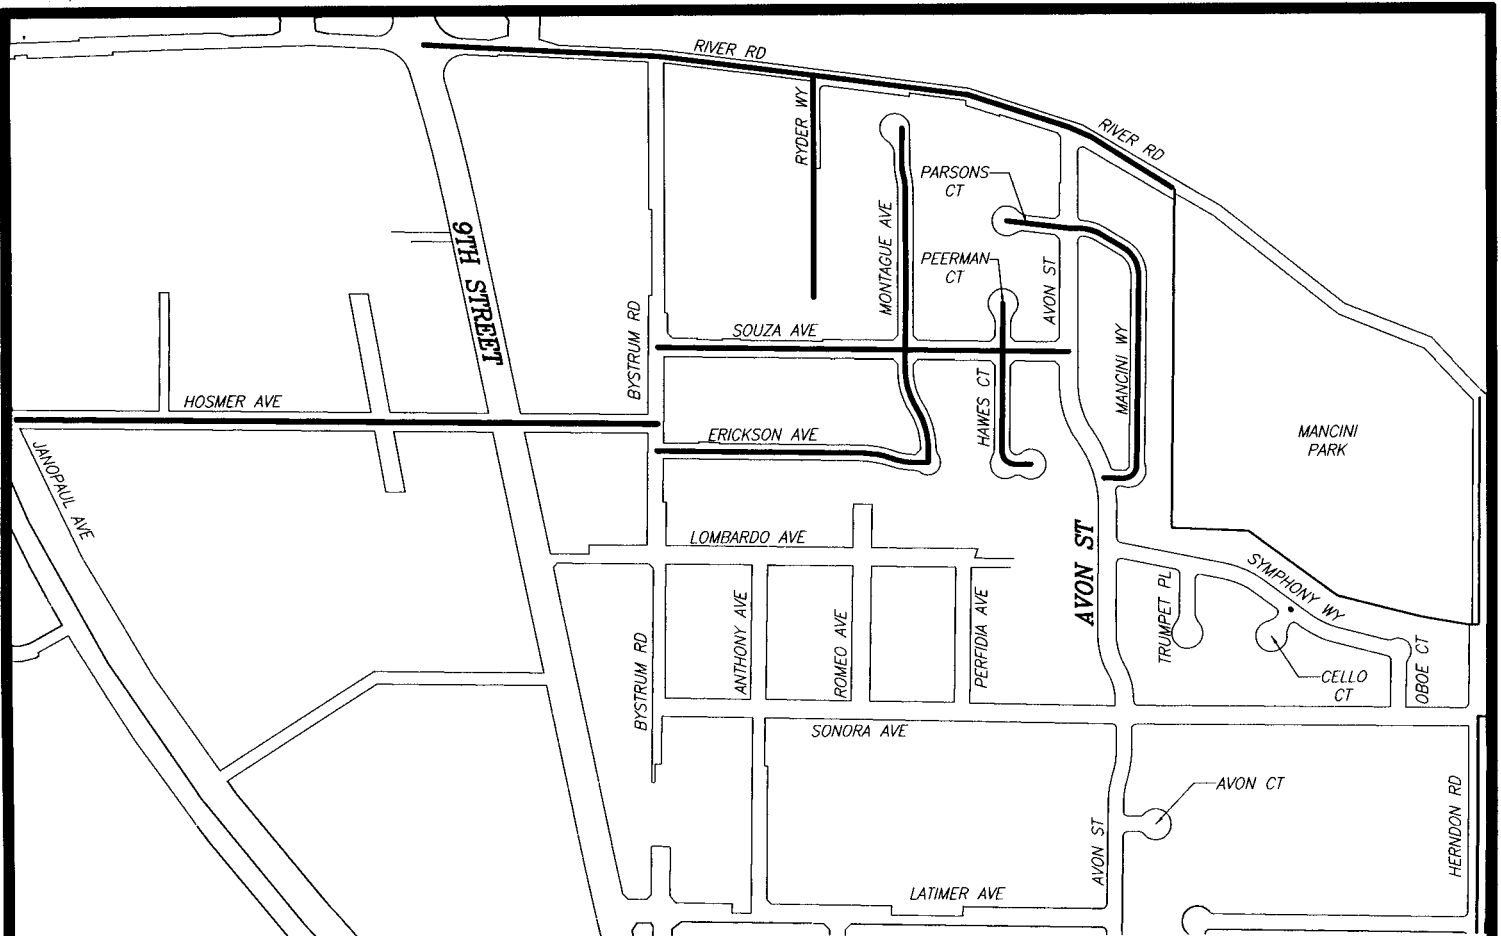 RIVER RD
RIVER RD
RYDER WY
PARSONS
CT
MONTAGUE AVE
9TH STREET
PEERMAN
CT
AVON ST
BYSTRUM RD
SOUZA AVE
MANCINI WY
HOSMER AVE
HAWES CT
ERICKSON AVE
MANCINI
PARK
JANOPAUL AVE
LOMBARDO AVE
AVON ST
SYMPHONY WY
TRUMPET PL
ANTHONY AVE
ROMEO AVE
PERFIDIA AVE
BYSTRUM RD
OBOE CT
CELLO
CT
SONORA AVE
AVON CT
HERNDON RD
AVON ST
LATIMER AVE